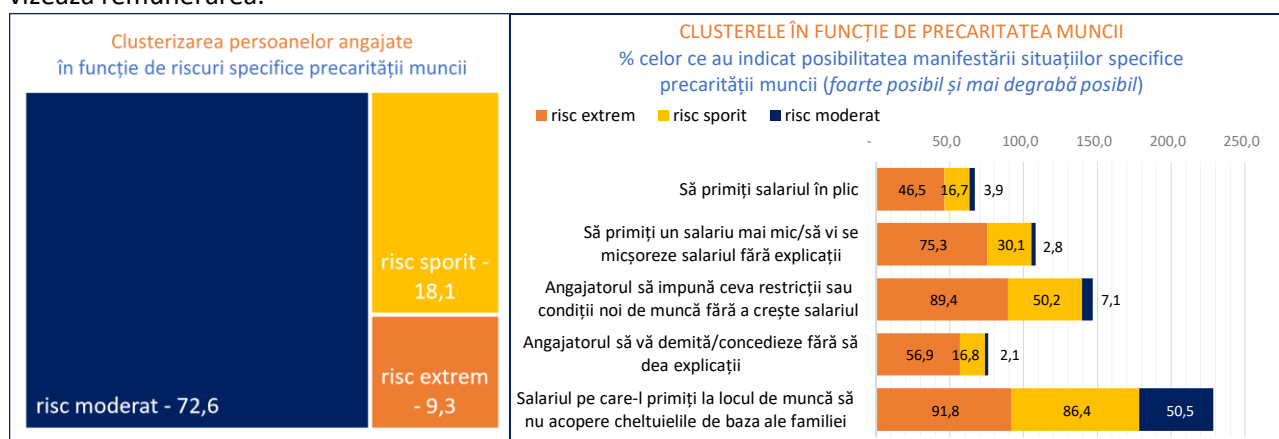 vizează remunerarea.
Clusterizarea persoanelor angajate
în funcție de riscuri specifice precarității muncii
risc moderat - 72,6
risc sporit -
18,1
risc extrem
- 9,3
CLUSTERELE ÎN FUNCȚIE DE PRECARITATEA MUNCII
% celor ce au indicat posibilitatea manifestării situațiilor specifice
precarității muncii (foarte posibil și mai degrabă posibil)
risc extrem risc sporit risc moderat
- 50,0 100,0 150,0 200,0 250,0
Să primiți salariul în plic
46,5 16,7 3,9
Să primiți un salariu mai mic/să vi se
micșoreze salariul fără explicații
75,3 30,1 2,8
Angajatorul să impună ceva restricții sau
condiții noi de muncă fără a crește salariul
89,4 50,2 7,1
Angajatorul să vă demită/concedieze fără să
dea explicații
56,9 16,8 2,1
Salariul pe care-l primiți la locul de muncă să
nu acopere cheltuielile de baza ale familiei
91,8 86,4 50,5